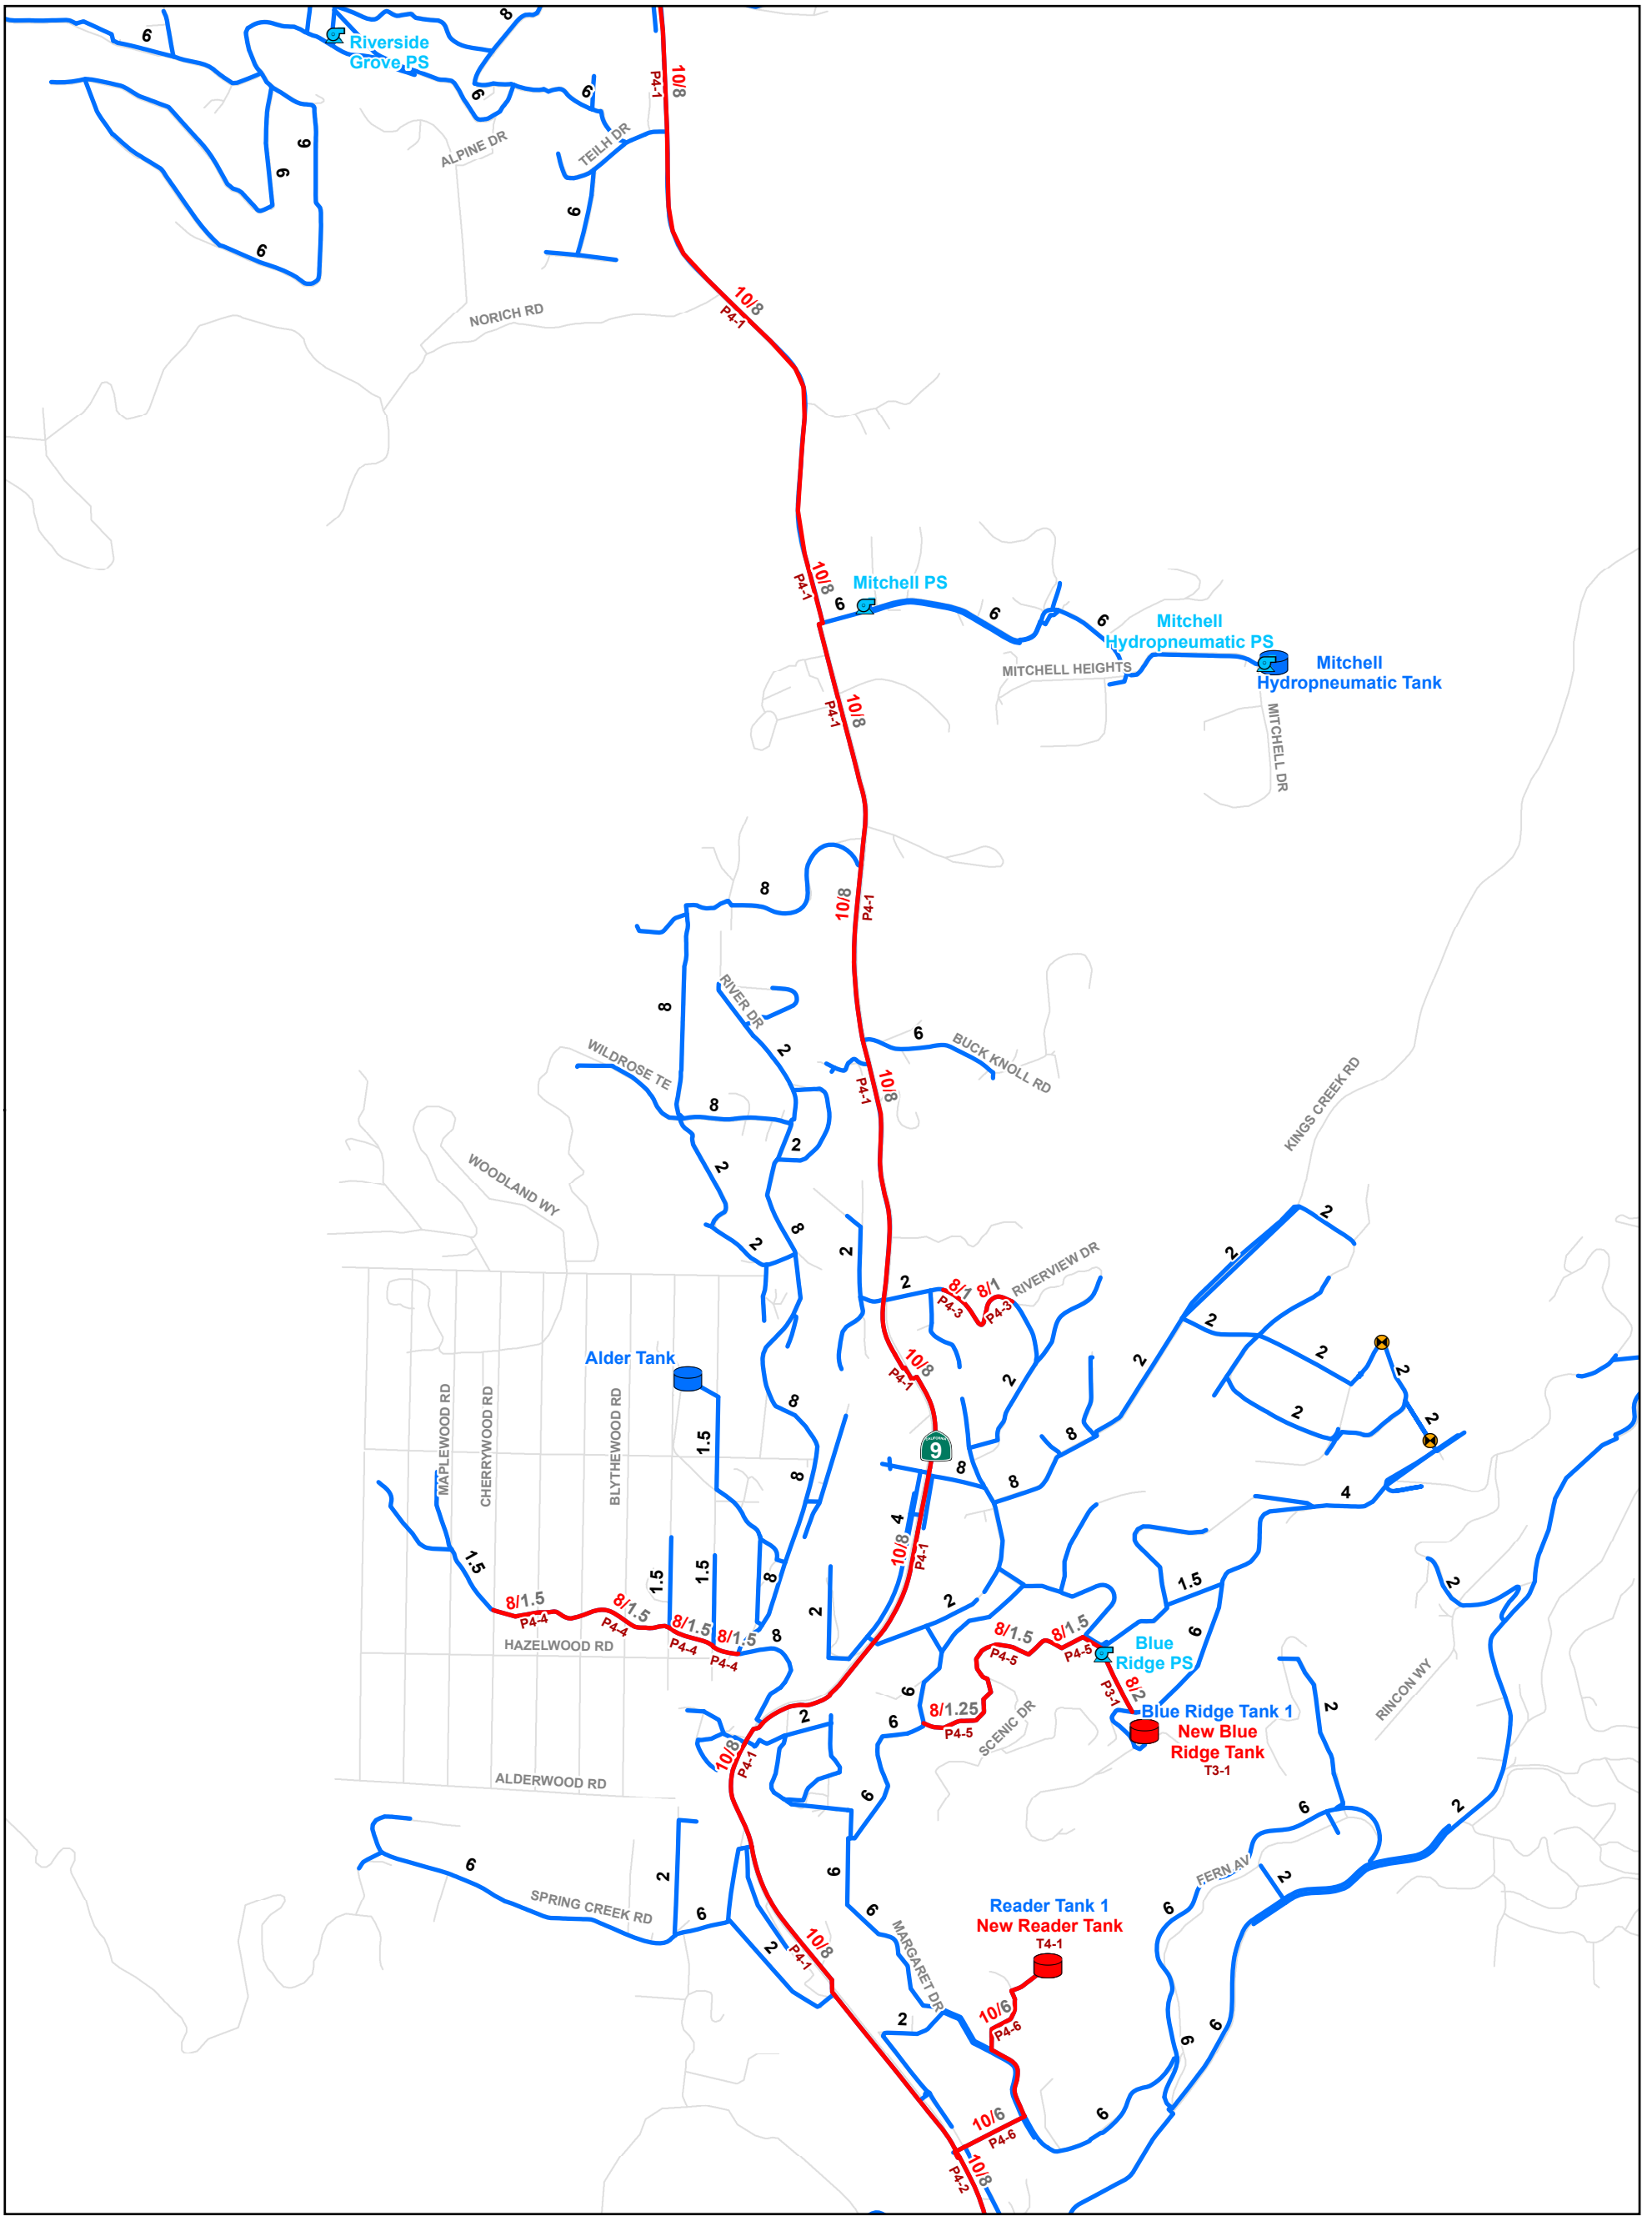 8
6
Riverside
Grove PS
10/8
P4-1
6
6
TEILH DR
ALPINE DR
6
6
6
6
NORICH RD
10/8
P4-1
10/8
P4-1
6
Mitchell PS
6
6
Mitchell
Hydropneumatic PS
MITCHELL HEIGHTS
Mitchell
Hydropneumatic Tank
MITCHELL DR
10/8
P4-1
8
10/8
P4-1
8
RIVER DR
2
WILDROSE TE
8
6
BUCK KNOLL RD
10/8
P4-1
KINGS CREEK RD
2
2
WOODLAND WY
8
2
2
2
2
RIVERVIEW DR
2
8/1
P4-3
8/1
P4-3
2
2
2
2
2
2
2
2
10/8
P4-1
Alder Tank
MAPLEWOOD RD
CHERRYWOOD RD
BLYTHEWOOD RD
1.5
8
8
CALIFORNIA
9
8
8
8
4
4
10/8
P4-1
1.5
1.5
1.5
8
2
2
1.5
6
2
8/1.5
P4-4
8/1.5
P4-4
8/1.5
P4-4
8/1.5
P4-4
8
HAZELWOOD RD
8/1.5
P4-5
8/1.5
P4-5
Blue
Ridge PS
8/2
P3-1
6
6
8/1.25
P4-5
SCENIC DR
Blue Ridge Tank 1
New Blue
Ridge Tank
T3-1
2
RINCON WY
2
10/8
P4-1
ALDERWOOD RD
6
6
2
6
2
6
SPRING CREEK RD
6
2
10/8
P4-1
6
6
MARGARET DR
FERN AV
2
6
Reader Tank 1
New Reader Tank
T4-1
10/6
P4-6
2
6
6
10/6
P4-6
6
10/8
P4-2